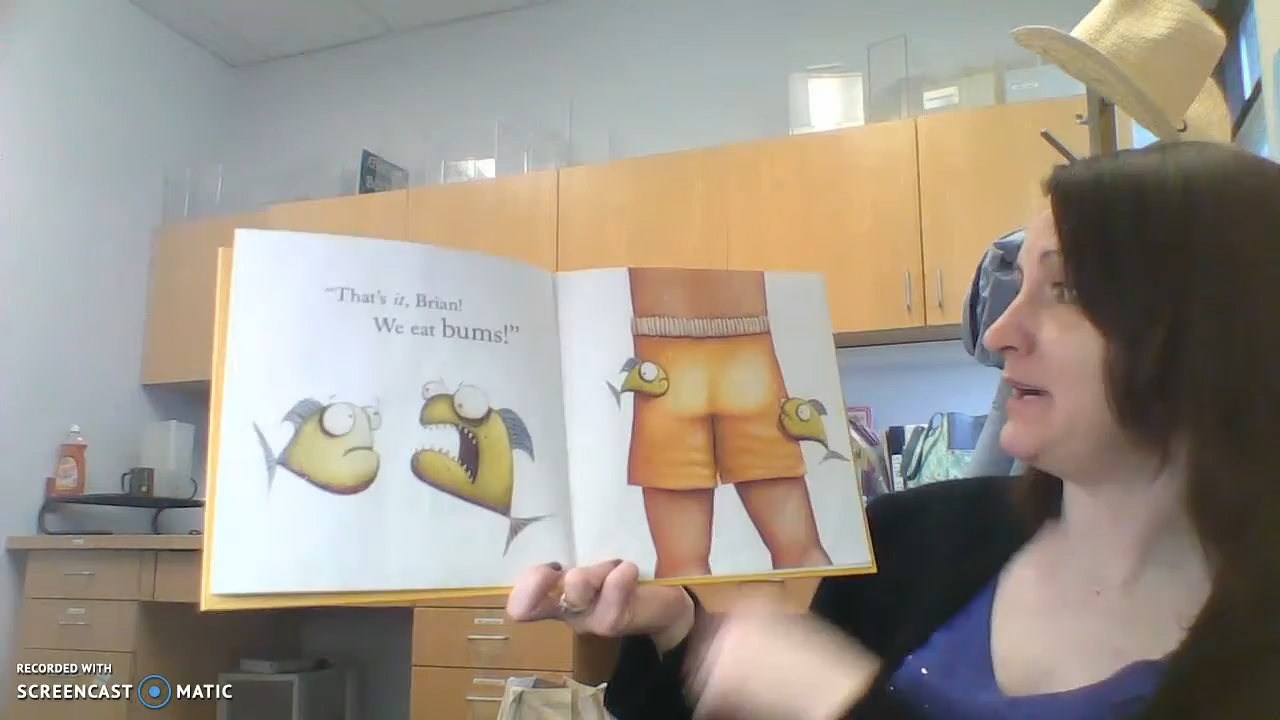 "That's it, Brian!
We eat bums!"
RECORDED WITH
SCREENCAST MATIC